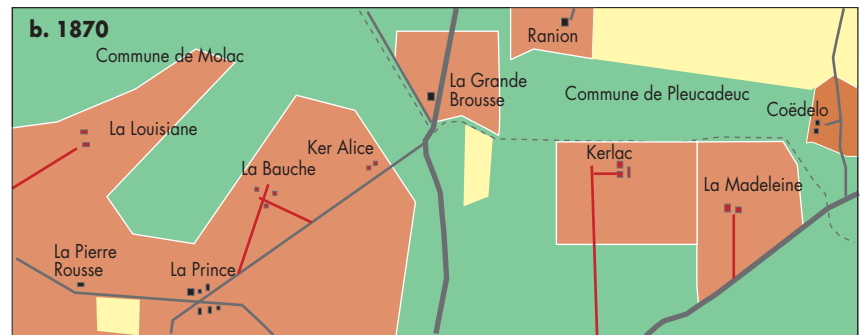 b. 1870
Commune de Molac
Ranion
La Grande
Brousse
Commune de Pleucadeuc
Coëdelo
La Louisiane
Ker Alice
La Bauche
Kerlac
La Madeleine
La Pierre
Rousse
La Prince